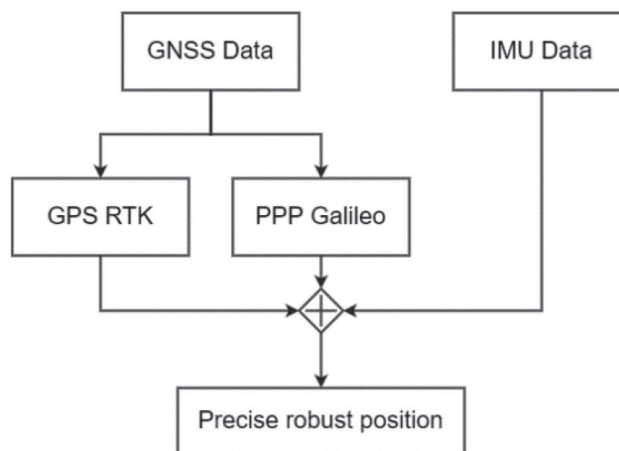 GNSS Data
IMU Data
GPS RTK
PPP Galileo
Precise robust position